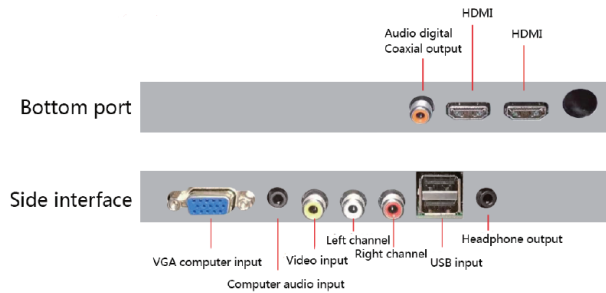 HDMI
Audio digital
Coaxial output
HDMI
Bottom port
Side interface
VGA computer input
Computer audio input
Video input
Left channel
Right channel
USB input
Headphone output